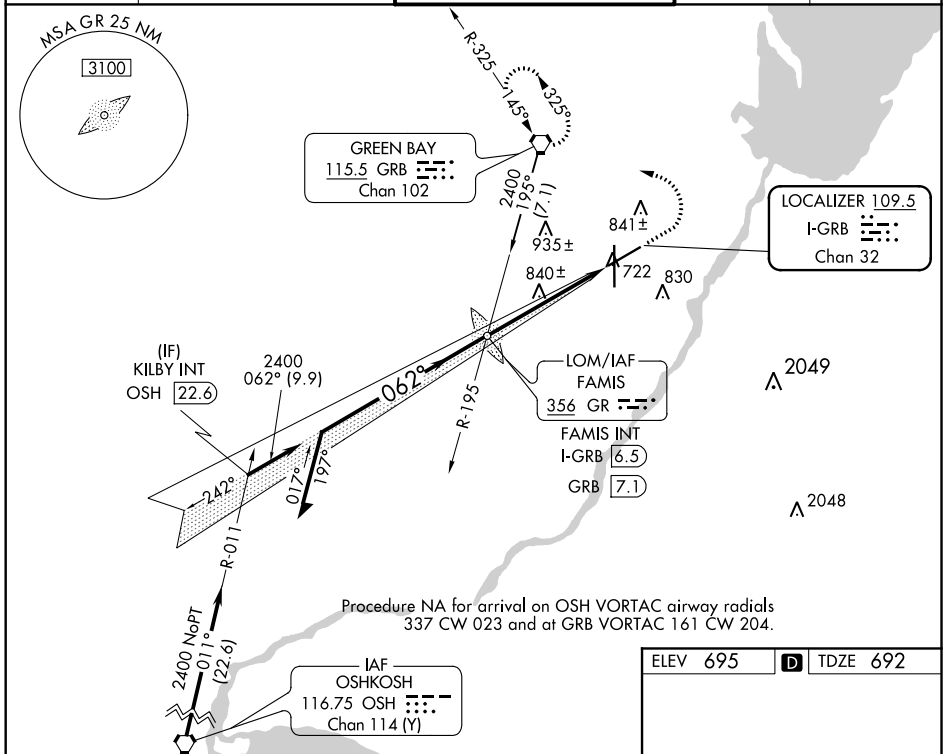 MSA GR 25 NM
3100
R-325
145°
325°
GREEN BAY
115.5 GRB
Chan 102
2400
195°
(7.1)
935±
841±
840±
722
830
LOCALIZER 109.5
I-GRB
Chan 32
(IF)
KILBY INT
OSH 22.6
2400
062° (9.9)
062°
LOM/IAF
FAMIS
356 GR
FAMIS INT
I-GRB 6.5
GRB 7.1
R-195
2049
2048
242°
017°
197°
R-011
2400 NoPT
011°
(22.6)
Procedure NA for arrival on OSH VORTAC airway radials
337 CW 023 and at GRB VORTAC 161 CW 204.
IAF
OSHKOSH
116.75 OSH
Chan 114 (Y)
ELEV 695 D TDZE 692